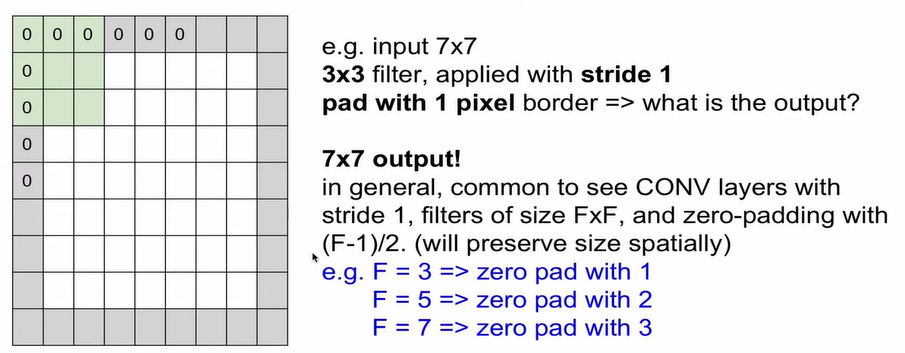 0 0 0 0 0 0
0
0
0
0
e.g. input 7x7
3x3 filter, applied with stride 1
pad with 1 pixel border => what is the output?
7x7 output!
in general, common to see CONV layers with
stride 1, filters of size FxF, and zero-padding with
(F-1)/2. (will preserve size spatially)
e.g. F = 3 => zero pad with 1
F = 5 => zero pad with 2
F = 7 => zero pad with 3